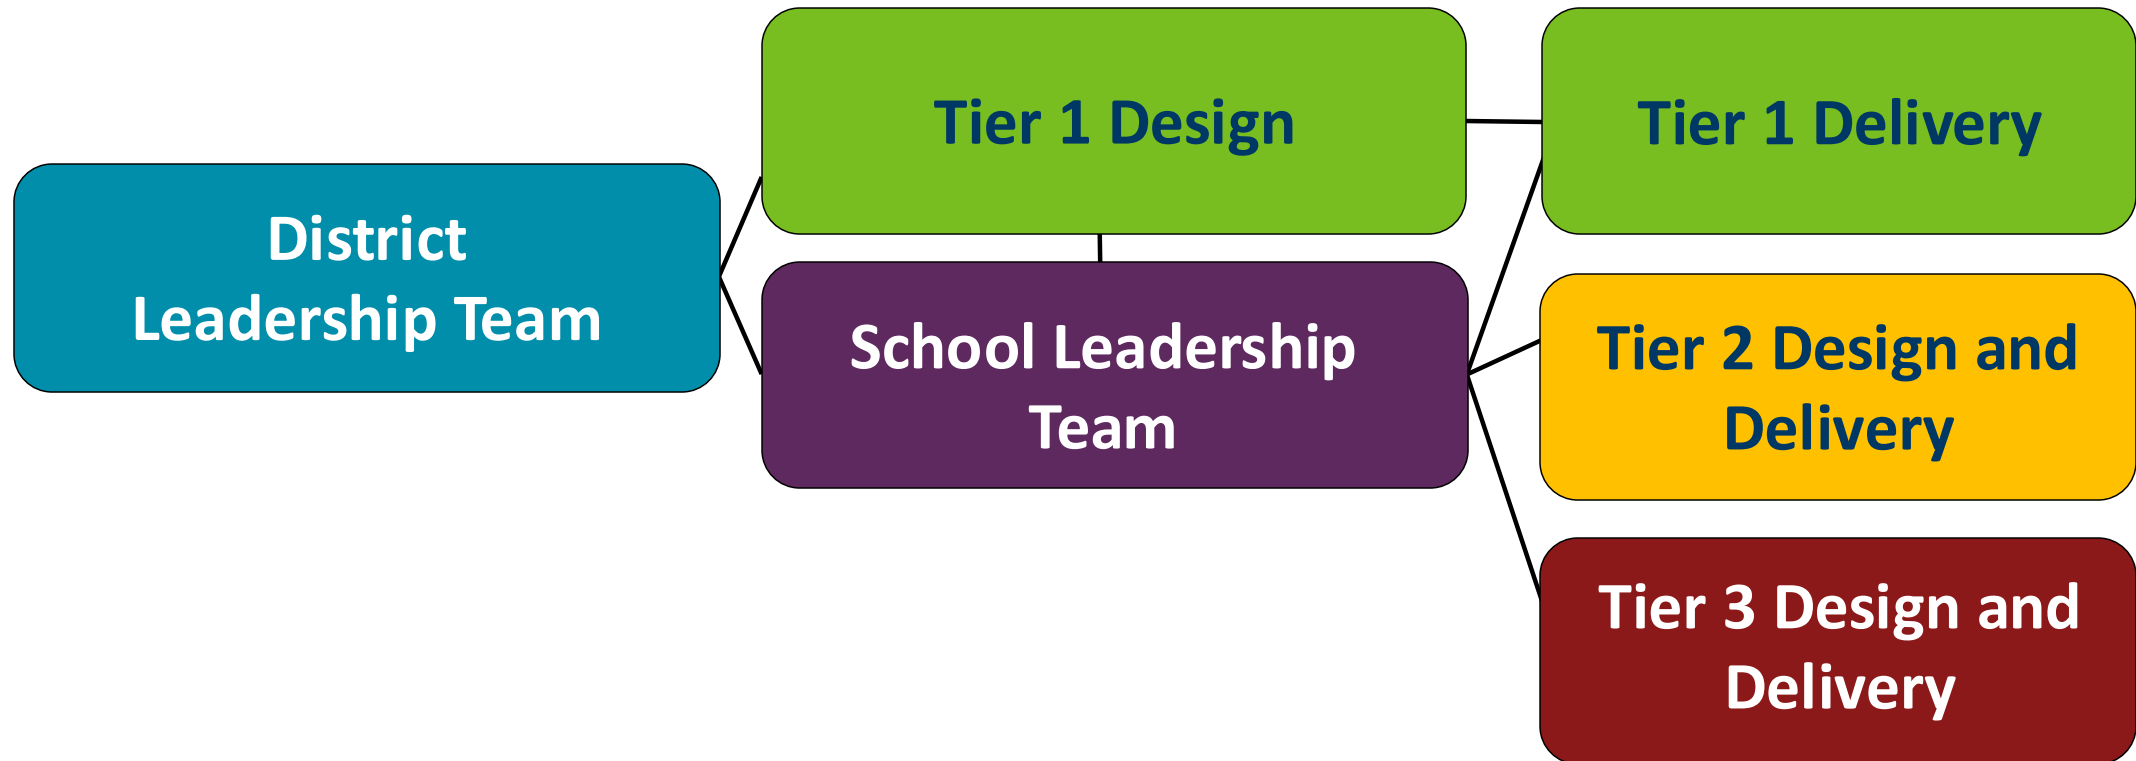 District
Leadership Team
Tier 1 Design
School Leadership
Team
Tier 1 Delivery
Tier 2 Design and
Delivery
Tier 3 Design and
Delivery